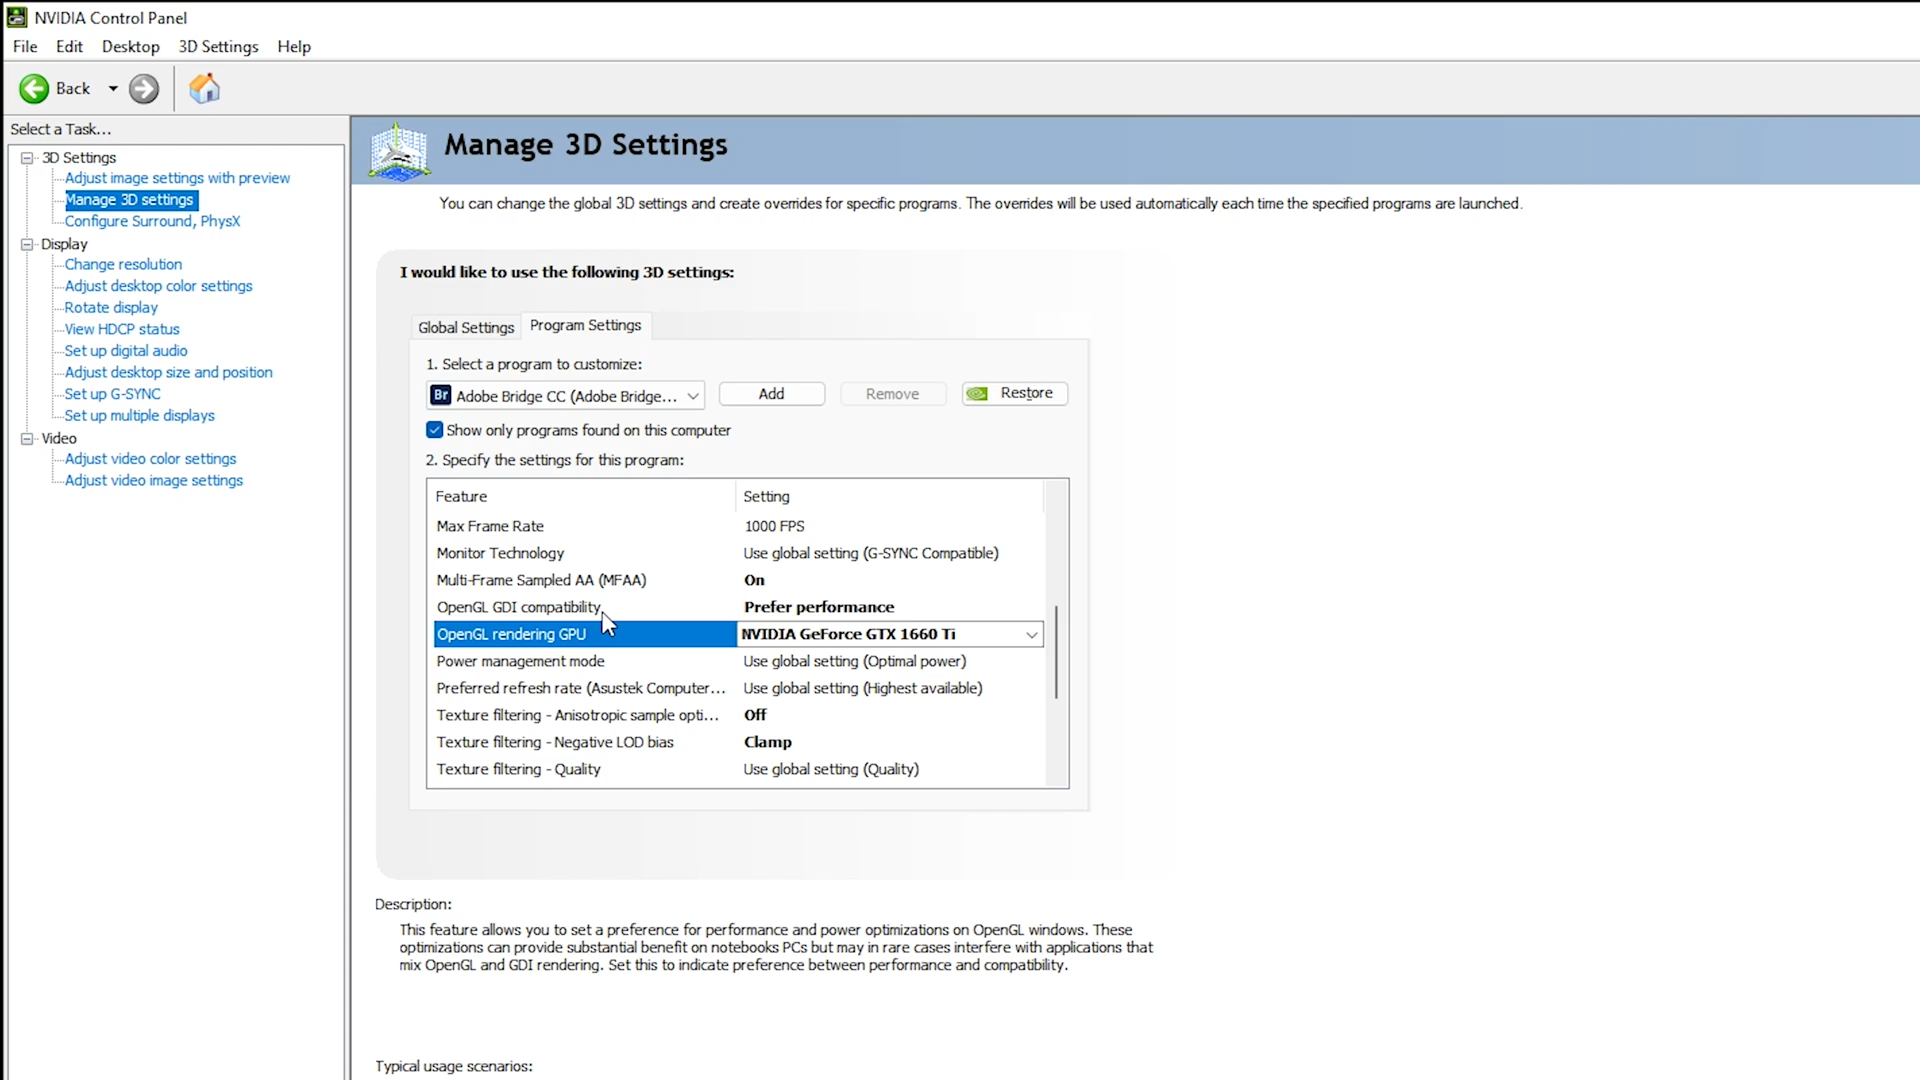 NVIDIA Control Panel
File Edit Desktop 3D Settings Help
Back
Select a Task...
3D Settings
Adjust image settings with preview
Manage 3D settings
Configure Surround, PhysX
Display
Change resolution
Adjust desktop color settings
Rotate display
View HDCP status
Set up digital audio
Adjust desktop size and position
Set up G-SYNC
Set up multiple displays
Video
Adjust video color settings
Adjust video image settings
Manage 3D Settings
You can change the global 3D settings and create overrides for specific programs. The overrides will be used automatically each time the specified programs are launched.
I would like to use the following 3D settings:
Global Settings Program Settings
1. Select a program to customize:
Br Adobe Bridge CC (Adobe Bridge... Add Remove Restore
Show only programs found on this computer
2. Specify the settings for this program:
Feature Setting
Max Frame Rate 1000 FPS
Monitor Technology Use global setting (G-SYNC Compatible)
Multi-Frame Sampled AA (MFAA) On
OpenGL GDI compatibility Prefer performance
OpenGL rendering GPU NVIDIA GeForce GTX 1660 Ti
Power management mode Use global setting (Optimal power)
Preferred refresh rate (Asustek Computer... Use global setting (Highest available)
Texture filtering - Anisotropic sample opti... Off
Texture filtering - Negative LOD bias Clamp
Texture filtering - Quality Use global setting (Quality)
Description:
This feature allows you to set a preference for performance and power optimizations on OpenGL windows. These
optimizations can provide substantial benefit on notebooks PCs but may in rare cases interfere with applications that
mix OpenGL and GDI rendering. Set this to indicate preference between performance and compatibility.
Typical usage scenarios: